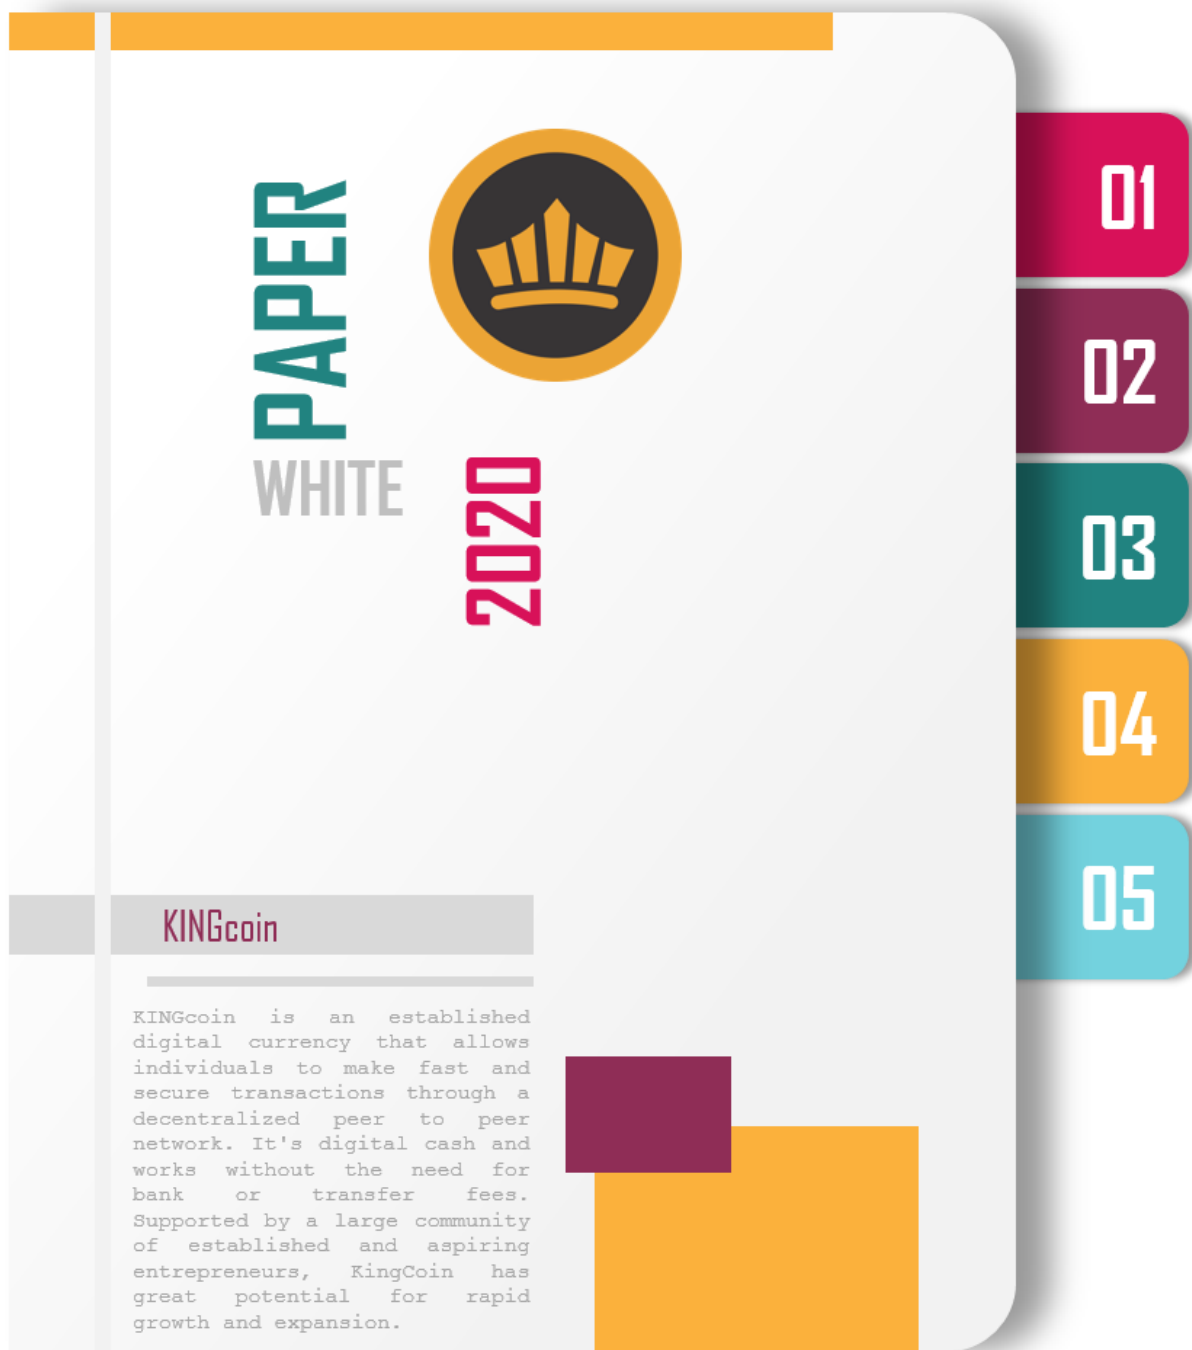 PAPER
WHITE
2020
01
02
03
04
05
KINGcoin
KINGcoin is an established
digital currency that allows
individuals to make fast and
secure transactions through a
decentralized peer to peer
network. It's digital cash and
works without the need for
bank or transfer fees.
Supported by a large community
of established and aspiring
entrepreneurs, KingCoin has
great potential for rapid
growth and expansion.